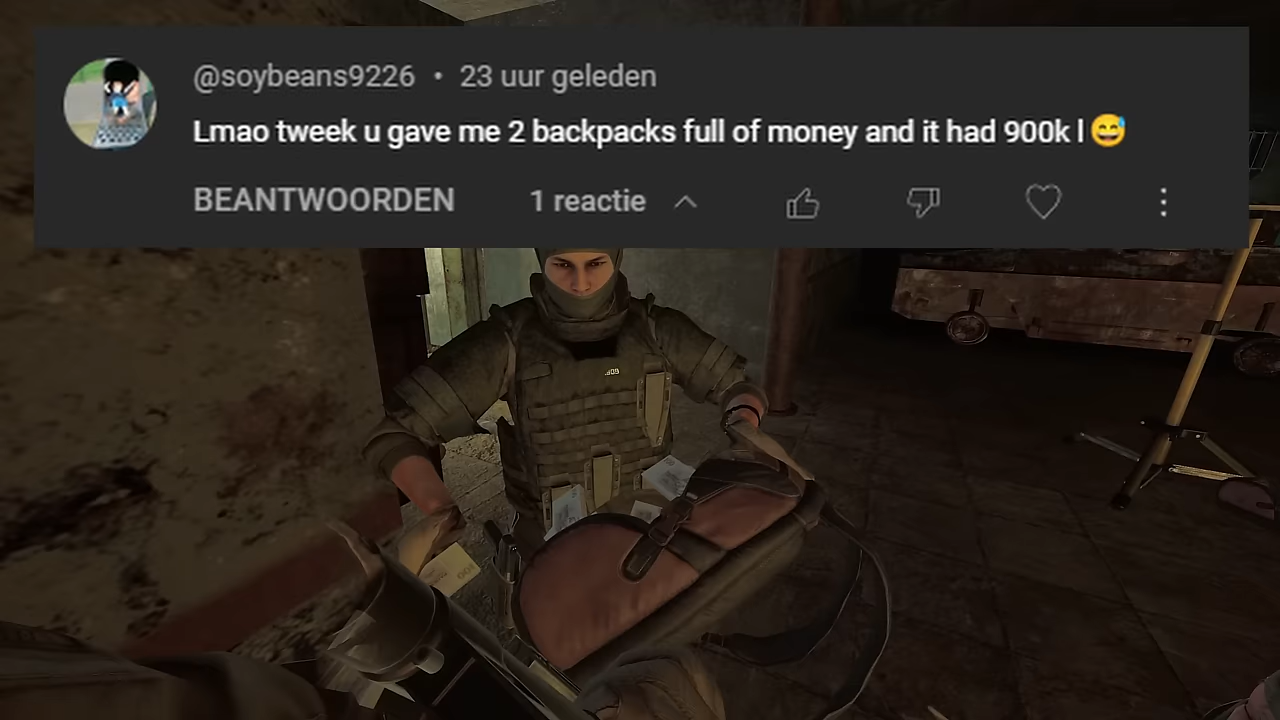 @soybeans9226 • 23 uur geleden
Lmao tweek u gave me 2 backpacks full of money and it had 900k l😅
BEANTWOORDEN 1 reactie